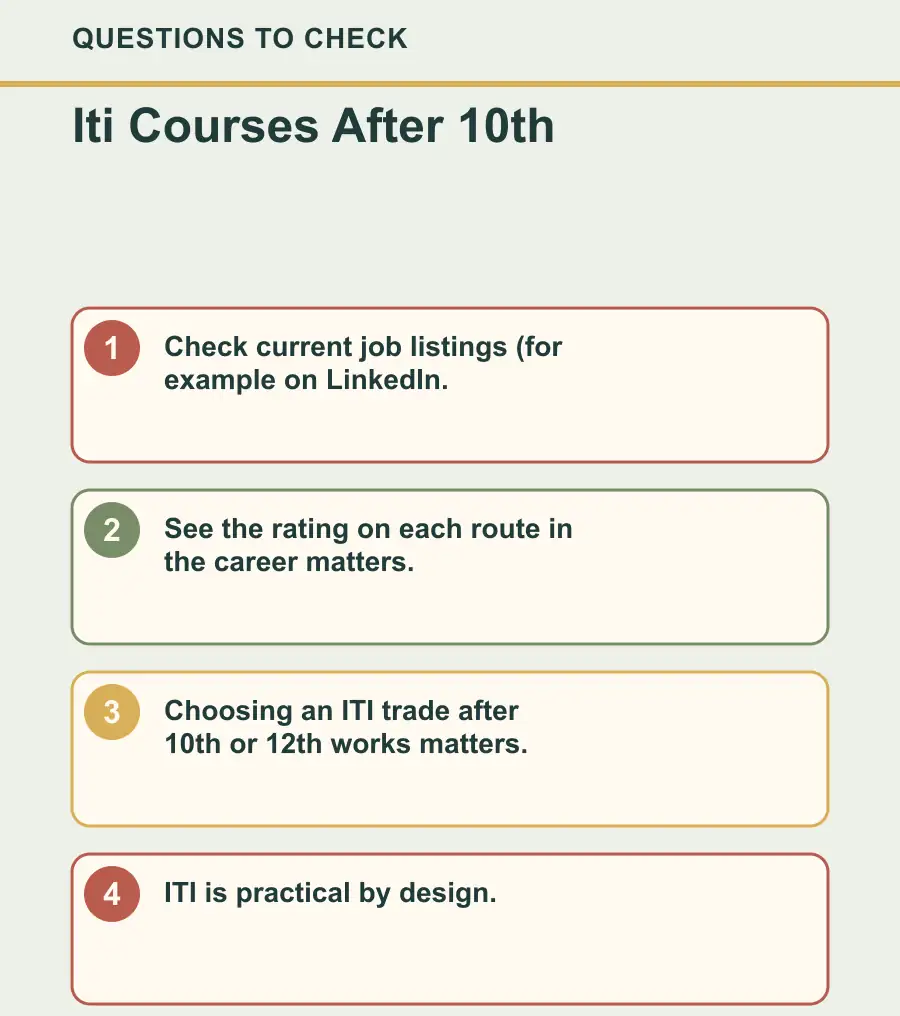 QUESTIONS TO CHECK
Iti Courses After 10th
1
Check current job listings (for
example on LinkedIn.
2
See the rating on each route in
the career matters.
3
Choosing an ITI trade after
10th or 12th works matters.
4
ITI is practical by design.